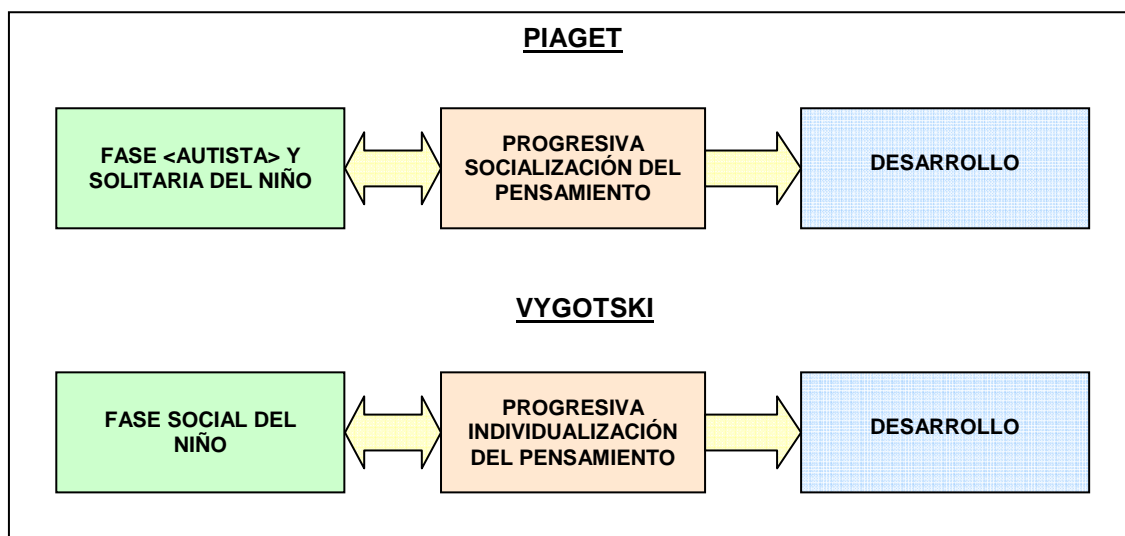 PIAGET
FASE <AUTISTA> Y
SOLITARIA DEL NIÑO
PROGRESIVA
SOCIALIZACIÓN DEL
PENSAMIENTO
DESARROLLO
VYGOTSKI
FASE SOCIAL DEL
NIÑO
PROGRESIVA
INDIVIDUALIZACIÓN
DEL PENSAMIENTO
DESARROLLO